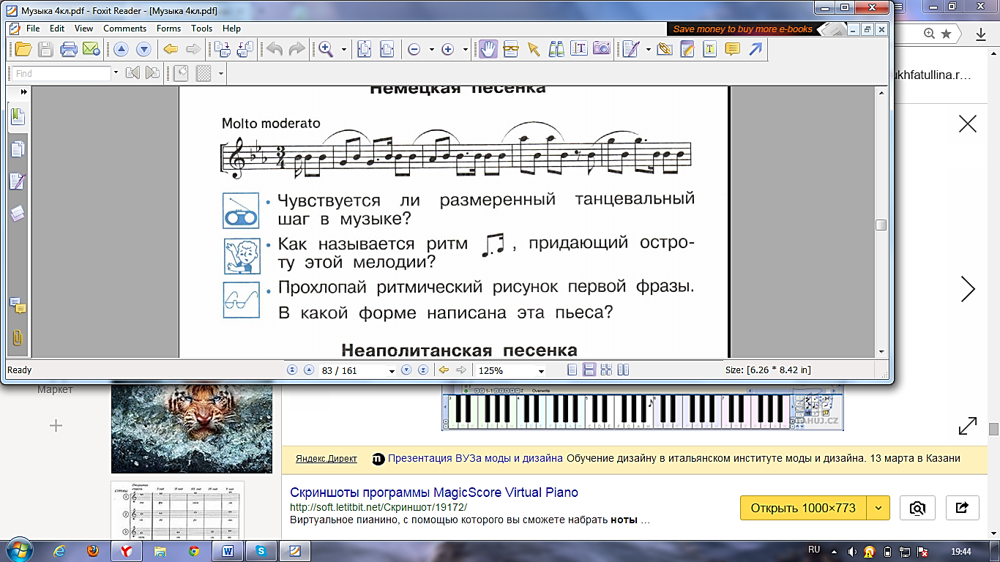 Музыка 4кл.pdf - Foxit Reader - [Музыка 4кл.pdf]
File Edit View Comments Forms Tools Help
Save money to buy more e-books
Find
ukhfatullina.r…
Немецкая песенка
Molto moderato
3
4
• Чувствуется ли размеренный танцевальный
шаг в музыке?
• Как называется ритм , придающий остро-
ту этой мелодии?
• Прохлопай ритмический рисунок первой фразы.
В какой форме написана эта пьеса?
Неаполитанская песенка
Ready
83 / 161
125%
Size: [6.26 * 8.42 in]
Маркет
Overwrite
Яндекс.Директ
Презентация ВУЗа моды и дизайна Обучение дизайну в итальянском институте моды и дизайна. 13 марта в Казани
Скриншоты программы MagicScore Virtual Piano
http://soft.letitbit.net/Скриншот/19172/
Виртуальное пианино, с помощью которого вы сможете набрать ноты ...
Открыть 1000×773
RU
19:44